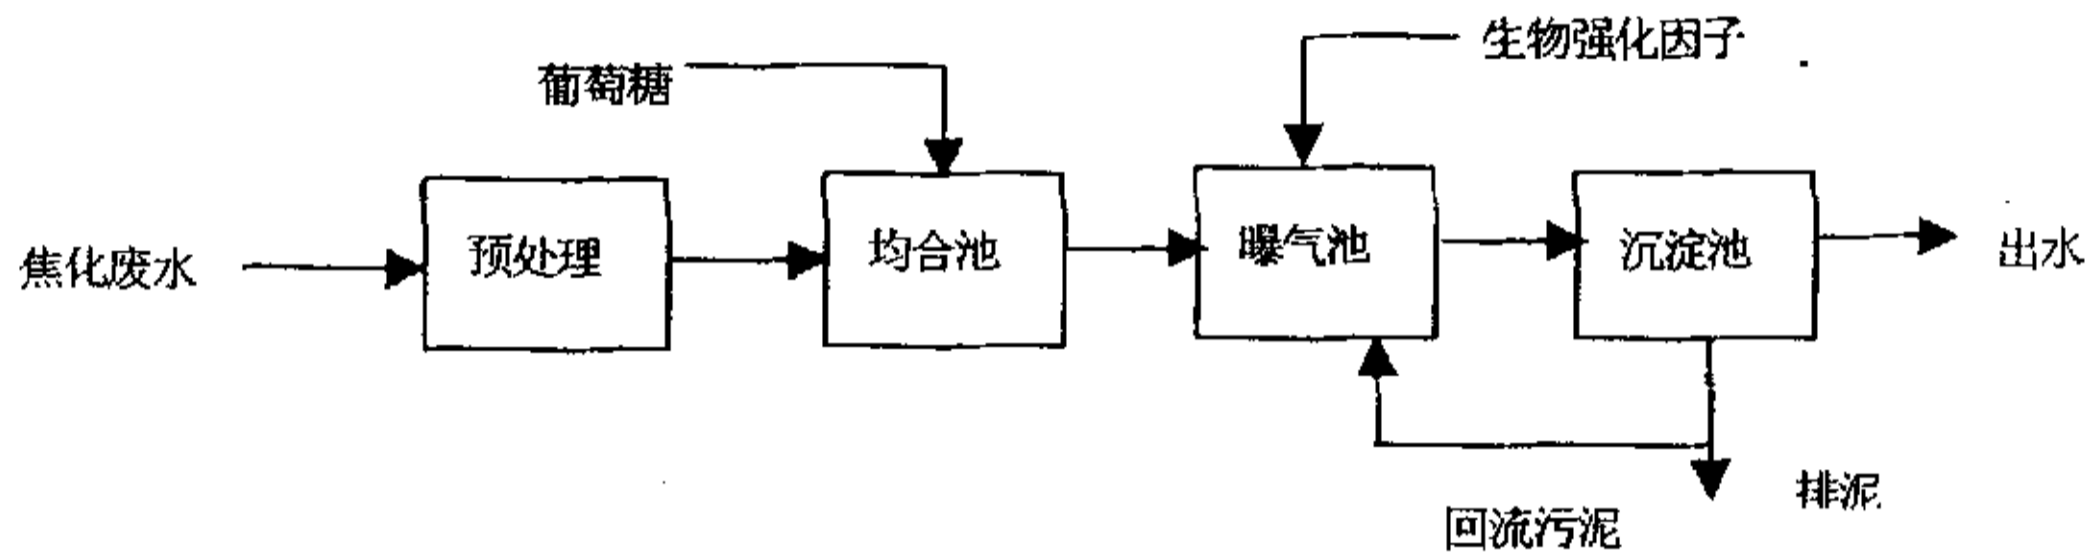 生物强化因子
葡萄糖
焦化废水
预处理
均合池
曝气池
沉淀池
出水
排泥
回流污泥